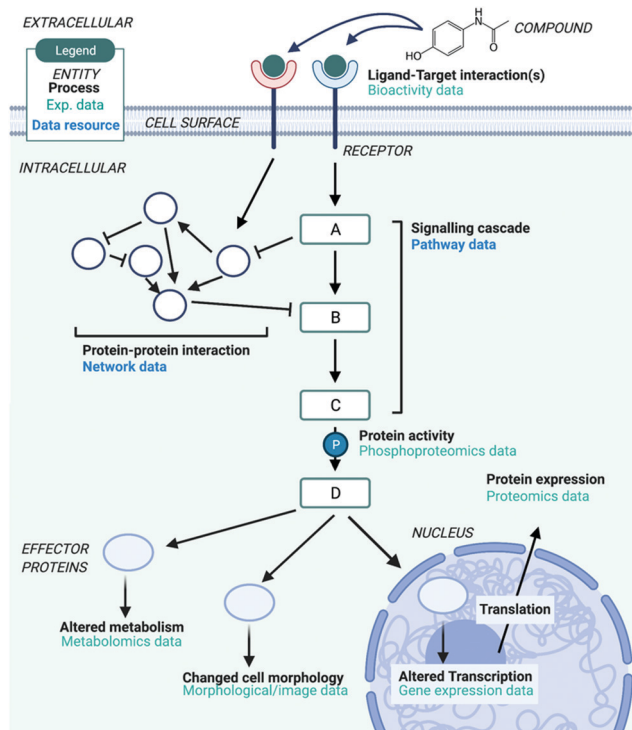 EXTRACELLULAR
Legend
ENTITY
Process
Exp. data
Data resource
H
N
O
HO
COMPOUND
Ligand-Target interaction(s)
Bioactivity data
CELL SURFACE
RECEPTOR
INTRACELLULAR
A
Signalling cascade
Pathway data
B
Protein-protein interaction
Network data
C
P
Protein activity
Phosphoproteomics data
D
Protein expression
Proteomics data
NUCLEUS
EFFECTOR
PROTEINS
Translation
Altered metabolism
Metabolomics data
Changed cell morphology
Morphological/image data
Altered Transcription
Gene expression data